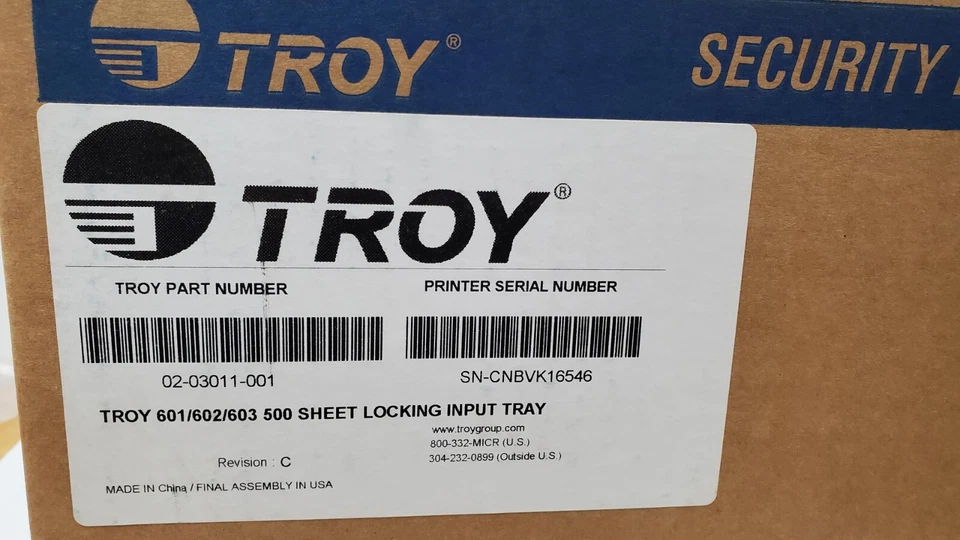 TROY®
SECURITY
TROY®
TROY PART NUMBER
PRINTER SERIAL NUMBER
02-03011-001
SN-CNBVK16546
TROY 601/602/603 500 SHEET LOCKING INPUT TRAY
www.troygroup.com
800-332-MICR (U.S.)
304-232-0899 (Outside U.S.)
Revision : C
MADE IN China / FINAL ASSEMBLY IN USA